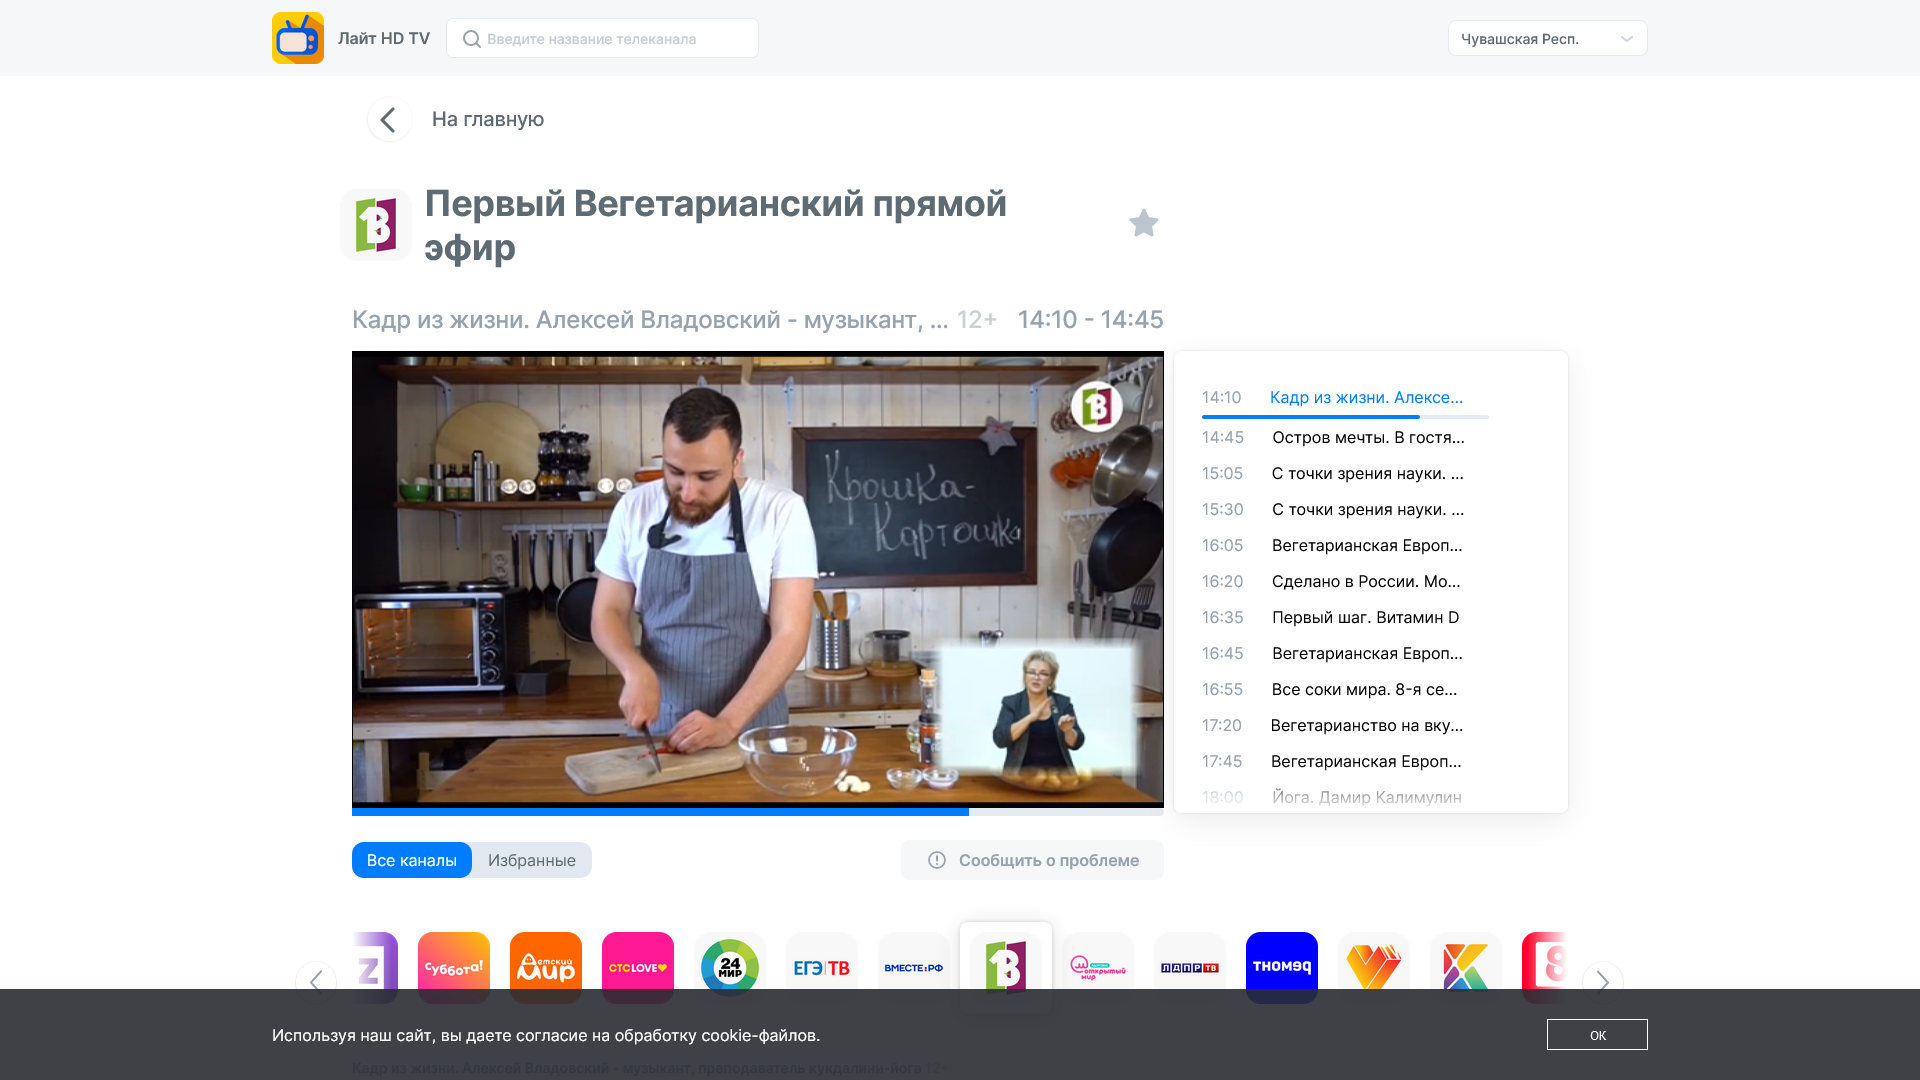 Лайт HD TV
Введите название телеканала
Чувашская Респ.
На главную
Первый Вегетарианский прямой
эфир
Кадр из жизни. Алексей Владовский - музыкант, ... 12+ 14:10 - 14:45
Крошка-
Картошка
14:10 Кадр из жизни. Алексе...
14:45 Остров мечты. В гостя...
15:05 С точки зрения науки. ...
15:30 С точки зрения науки. ...
16:05 Вегетарианская Европ...
16:20 Сделано в России. Мо...
16:35 Первый шаг. Витамин D
16:45 Вегетарианская Европ...
16:55 Все соки мира. 8-я се...
17:20 Вегетарианство на вку...
17:45 Вегетарианская Европ...
18:00 Йога. Дамир Калимулин
Все каналы
Избранные
Сообщить о проблеме
суббота!
детский мир
СТС LOVE
24 МИР
ЕГЭ ТВ
ВМЕСТЕ:РФ
1В
открытый мир
ЛДПР ТВ
Используя наш сайт, вы даете согласие на обработку cookie-файлов.
ОК
Кадр из жизни. Алексей Владовский - музыкант, преподаватель кукдалини-йога 12+